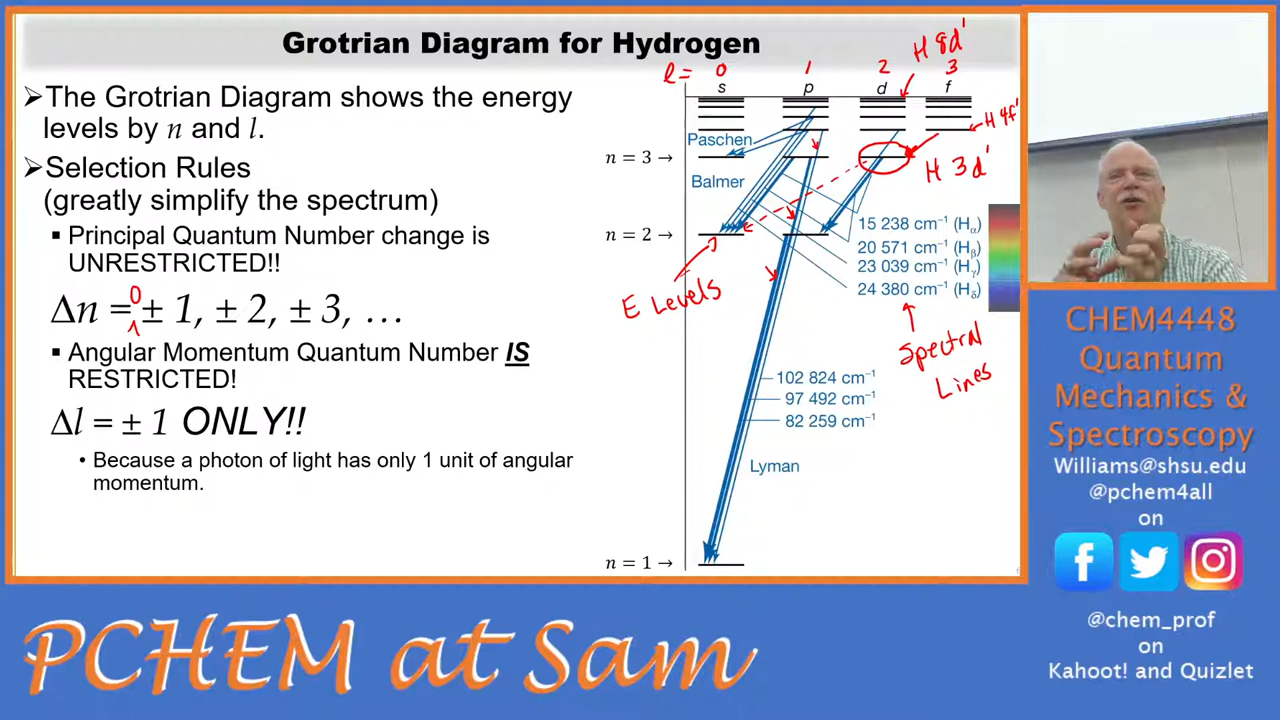 Grotrian Diagram for Hydrogen
➢The Grotrian Diagram shows the energy
levels by n and l.
➢Selection Rules
(greatly simplify the spectrum)
▪ Principal Quantum Number change is
UNRESTRICTED!!
0
Δn = ± 1, ± 2, ± 3, …
▪ Angular Momentum Quantum Number IS
RESTRICTED!
Δl = ± 1 ONLY!!
• Because a photon of light has only 1 unit of angular
momentum.
H 8d¹
l= 0 1 2 3
s p d f
H 4f¹
Paschen
n = 3 →
H 3d¹
Balmer
15 238 cm⁻¹ (Hα)
n = 2 →
20 571 cm⁻¹ (Hβ)
23 039 cm⁻¹ (Hγ)
24 380 cm⁻¹ (Hδ)
E Levels
Spectral
Lines
102 824 cm⁻¹
97 492 cm⁻¹
82 259 cm⁻¹
Lyman
n = 1 →
CHEM4448
Quantum
Mechanics &
Spectroscopy
Williams@shsu.edu
@pchem4all
on
@chem_prof
on
Kahoot! and Quizlet
PCHEM at Sam